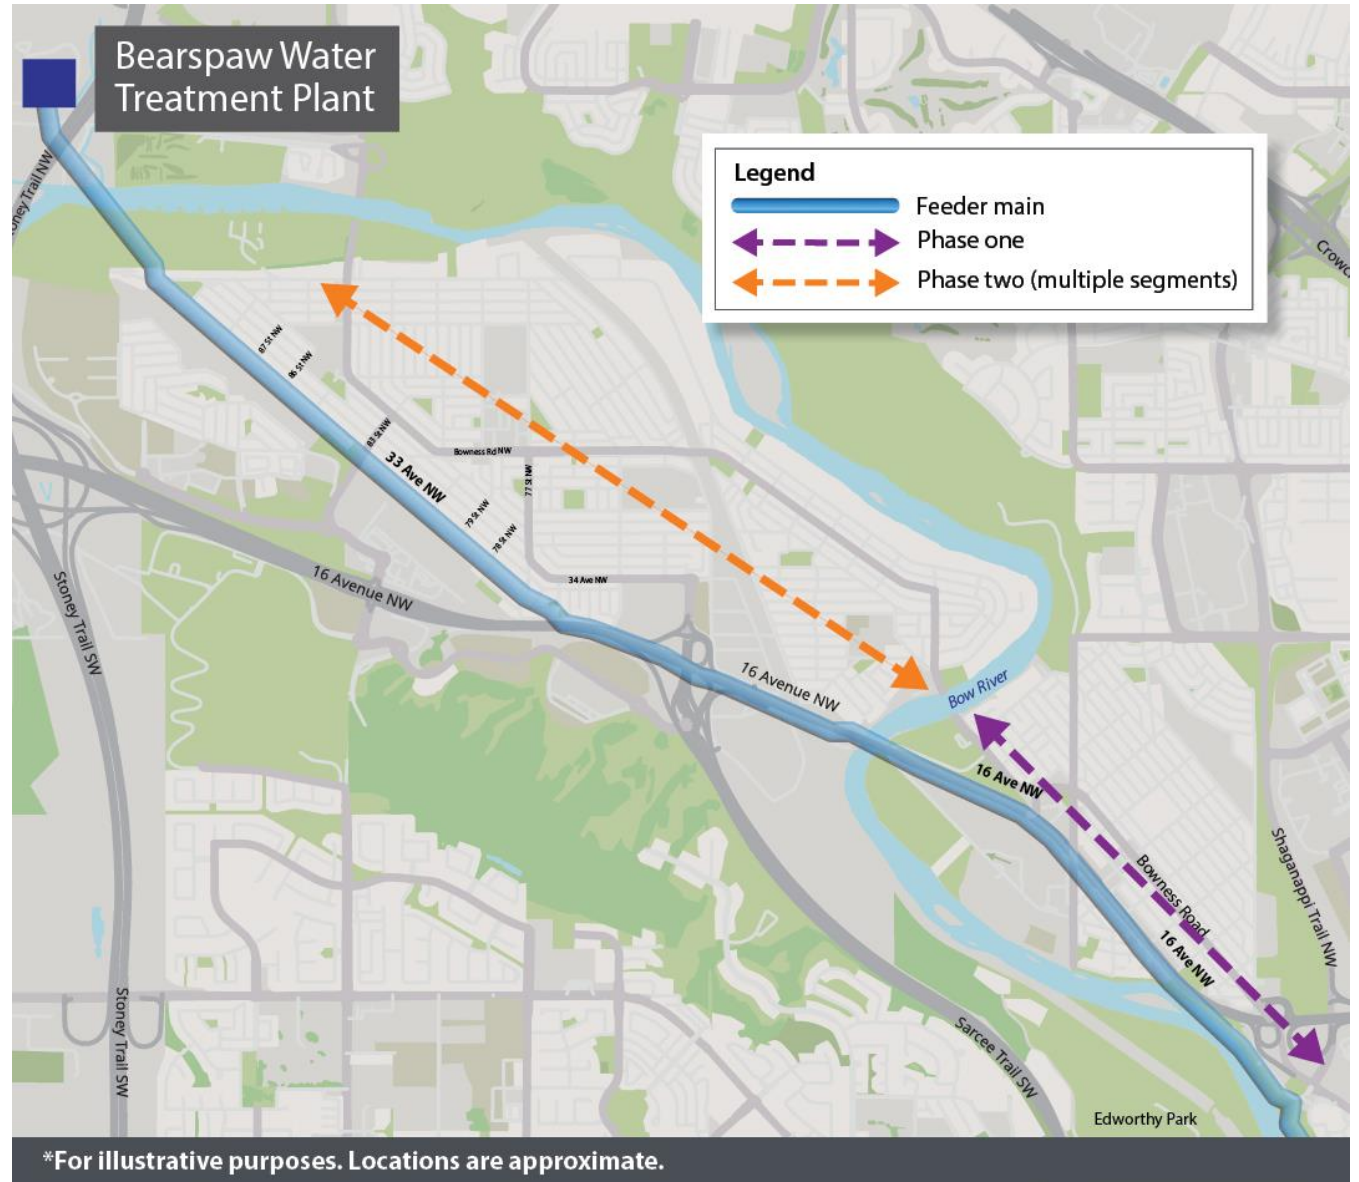 Bearspaw Water
Treatment Plant
Legend
Feeder main
Phase one
Phase two (multiple segments)
oney Trail NW
Crowc
87 St NW
86 St NW
83 St NW
33 Ave NW
Bowness Rd NW
77 St NW
79 St NW
78 St NW
34 Ave NW
16 Avenue NW
Stoney Trail SW
16 Avenue NW
Bow River
16 Ave NW
Bowness Road
16 Ave NW
Shaganappi Trail NW
Stoney Trail SW
Sarcee Trail SW
Edworthy Park
*For illustrative purposes. Locations are approximate.